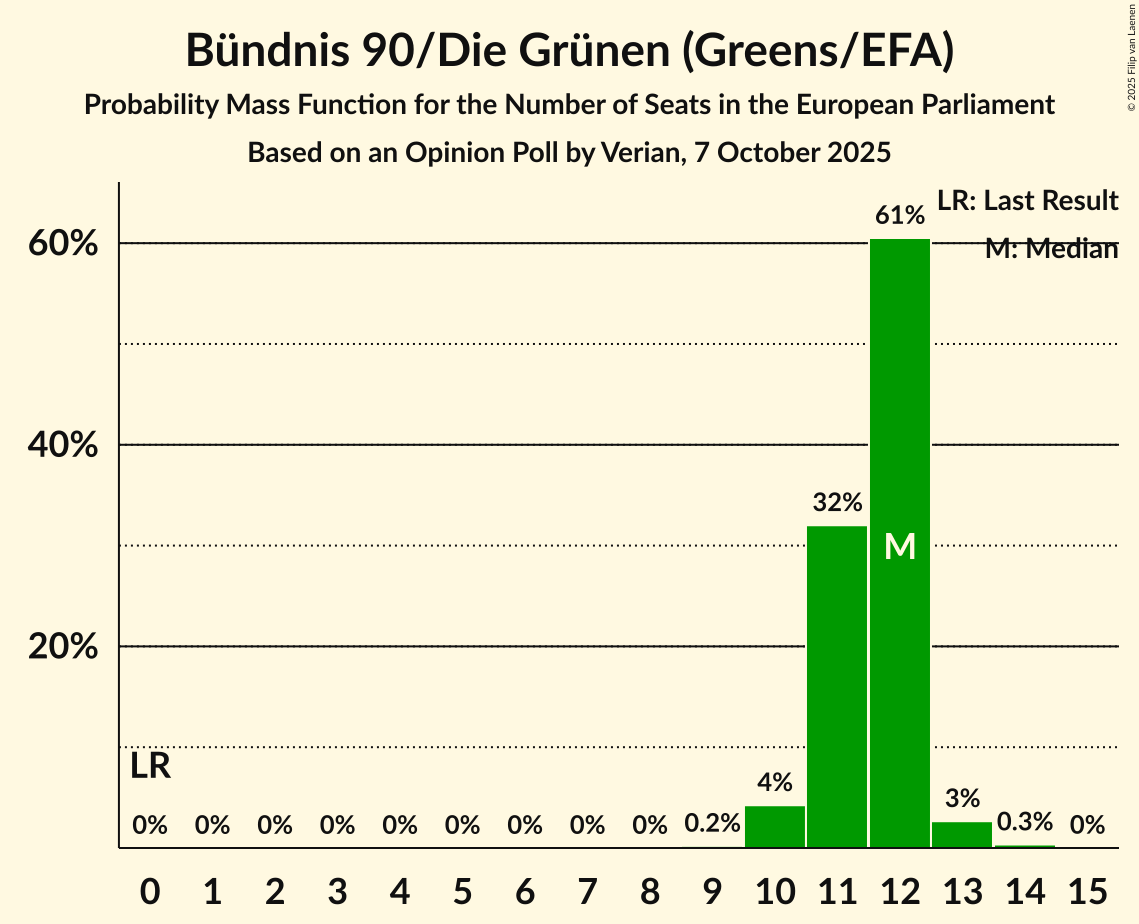 Bündnis 90/Die Grünen (Greens/EFA)
Probability Mass Function for the Number of Seats in the European Parliament
Based on an Opinion Poll by Verian, 7 October 2025
© 2025 Filip van Laenen
LR: Last Result
M: Median
60%
40%
20%
LR
0% 0% 0% 0% 0% 0% 0% 0% 0% 0.2% 4% 32% 61% 3% 0.3% 0%
M
0 1 2 3 4 5 6 7 8 9 10 11 12 13 14 15